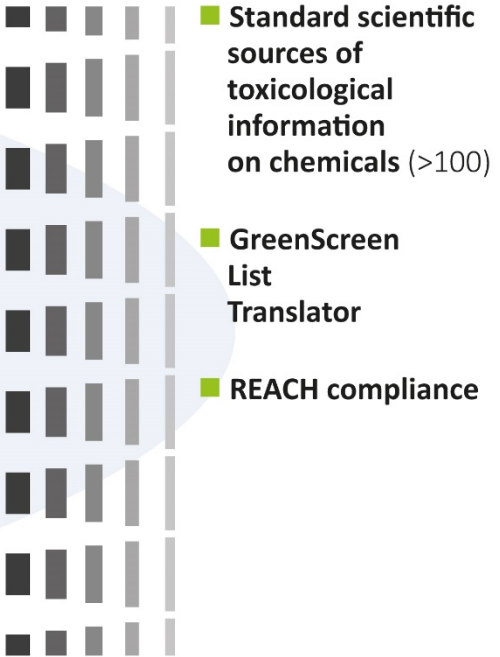 Standard scientific
sources of
toxicological
information
on chemicals (>100)
GreenScreen
List
Translator
REACH compliance